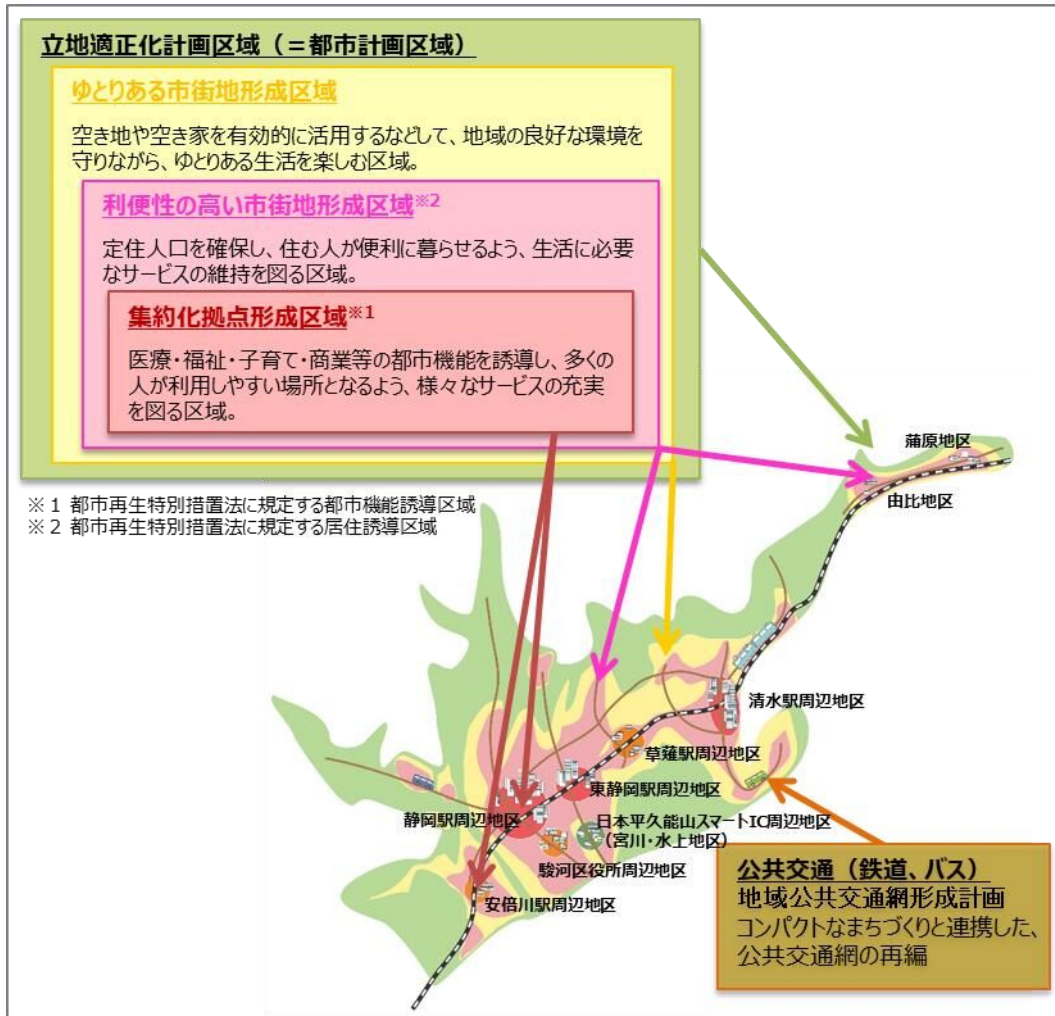 立地適正化計画区域（＝都市計画区域）
ゆとりある市街地形成区域
空き地や空き家を有効的に活用するなどして、地域の良好な環境を
守りながら、ゆとりある生活を楽しむ区域。
利便性の高い市街地形成区域※2
定住人口を確保し、住む人が便利に暮らせるよう、生活に必要
なサービスの維持を図る区域。
集約化拠点形成区域※1
医療・福祉・子育て・商業等の都市機能を誘導し、多くの
人が利用しやすい場所となるよう、様々なサービスの充実
を図る区域。
※１ 都市再生特別措置法に規定する都市機能誘導区域
※２ 都市再生特別措置法に規定する居住誘導区域
蒲原地区
由比地区
清水駅周辺地区
草薙駅周辺地区
東静岡駅周辺地区
静岡駅周辺地区
日本平久能山スマートIC周辺地区
（宮川・水上地区）
駿河区役所周辺地区
安倍川駅周辺地区
公共交通（鉄道、バス）
地域公共交通網形成計画
コンパクトなまちづくりと連携した、
公共交通網の再編